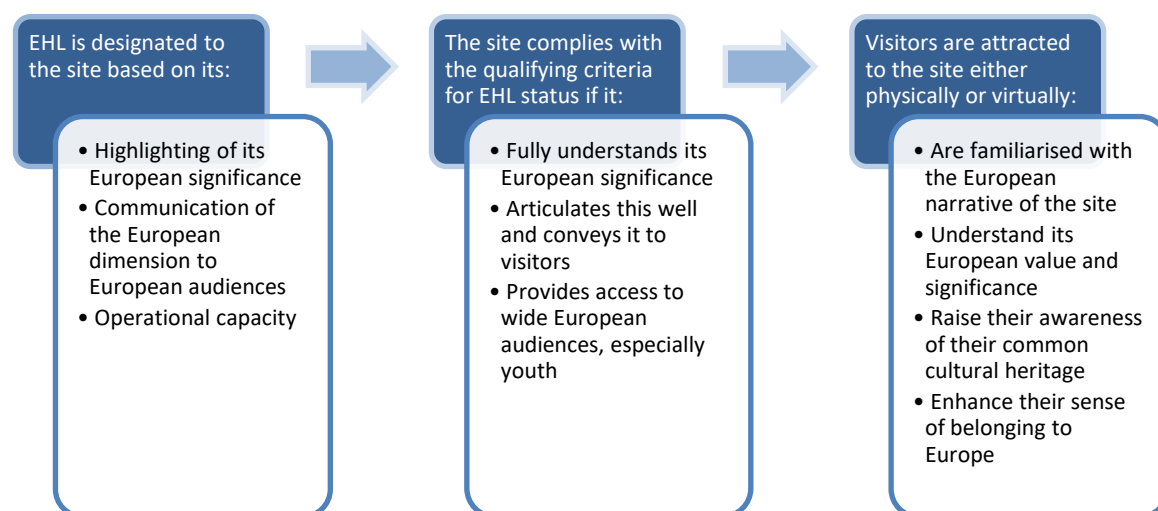 EHL is designated to
the site based on its:
• Highlighting of its
European significance
• Communication of
the European
dimension to
European audiences
• Operational capacity
The site complies with
the qualifying criteria
for EHL status if it:
• Fully understands its
European significance
• Articulates this well
and conveys it to
visitors
• Provides access to
wide European
audiences, especially
youth
Visitors are attracted
to the site either
physically or virtually:
• Are familiarised with
the European
narrative of the site
• Understand its
European value and
significance
• Raise their awareness
of their common
cultural heritage
• Enhance their sense
of belonging to
Europe